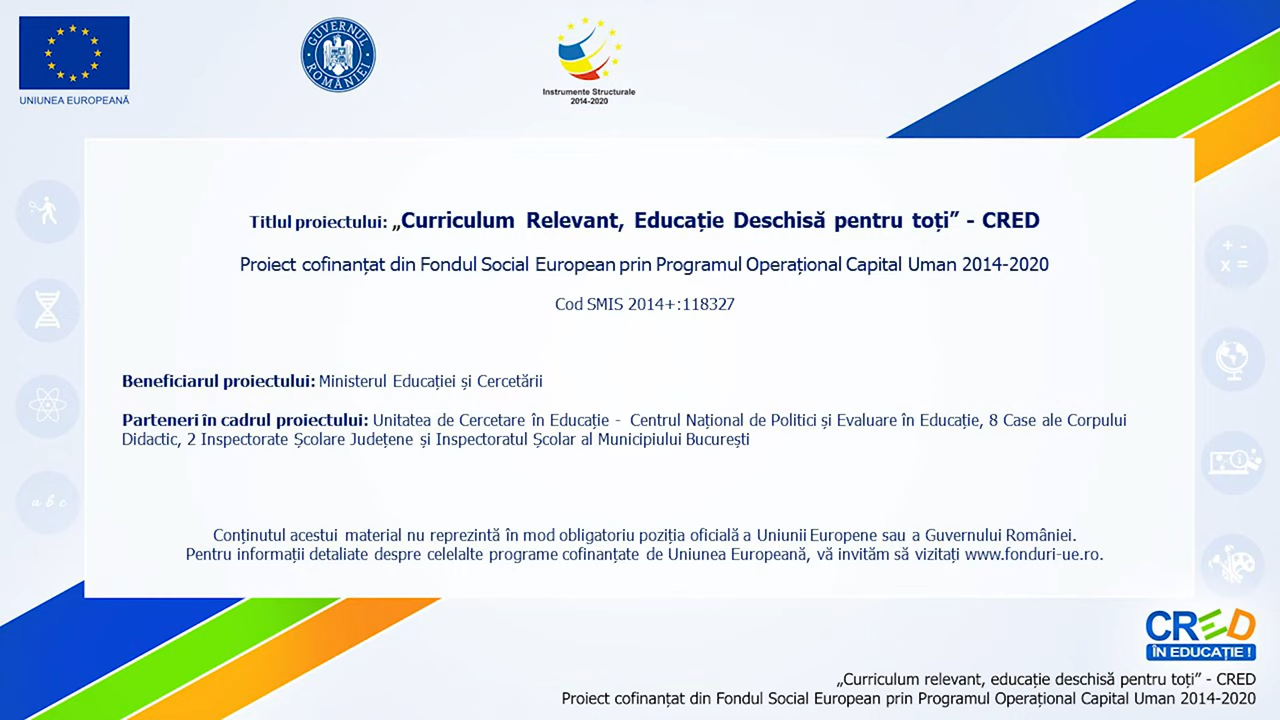 UNIUNEA EUROPEANĂ
GUVERNUL ROMÂNIEI
Instrumente Structurale
2014-2020
Titlul proiectului: „Curriculum Relevant, Educație Deschisă pentru toți” - CRED
Proiect cofinanțat din Fondul Social European prin Programul Operațional Capital Uman 2014-2020
Cod SMIS 2014+:118327
Beneficiarul proiectului: Ministerul Educației și Cercetării
Parteneri în cadrul proiectului: Unitatea de Cercetare în Educație - Centrul Național de Politici și Evaluare în Educație, 8 Case ale Corpului
Didactic, 2 Inspectorate Școlare Județene și Inspectoratul Școlar al Municipiului București
Conținutul acestui material nu reprezintă în mod obligatoriu poziția oficială a Uniunii Europene sau a Guvernului României.
Pentru informații detaliate despre celelalte programe cofinanțate de Uniunea Europeană, vă invităm să vizitați www.fonduri-ue.ro.
a b c
+ -
x =
CRED
ÎN EDUCAȚIE !
„Curriculum relevant, educație deschisă pentru toți” - CRED
Proiect cofinanțat din Fondul Social European prin Programul Operațional Capital Uman 2014-2020